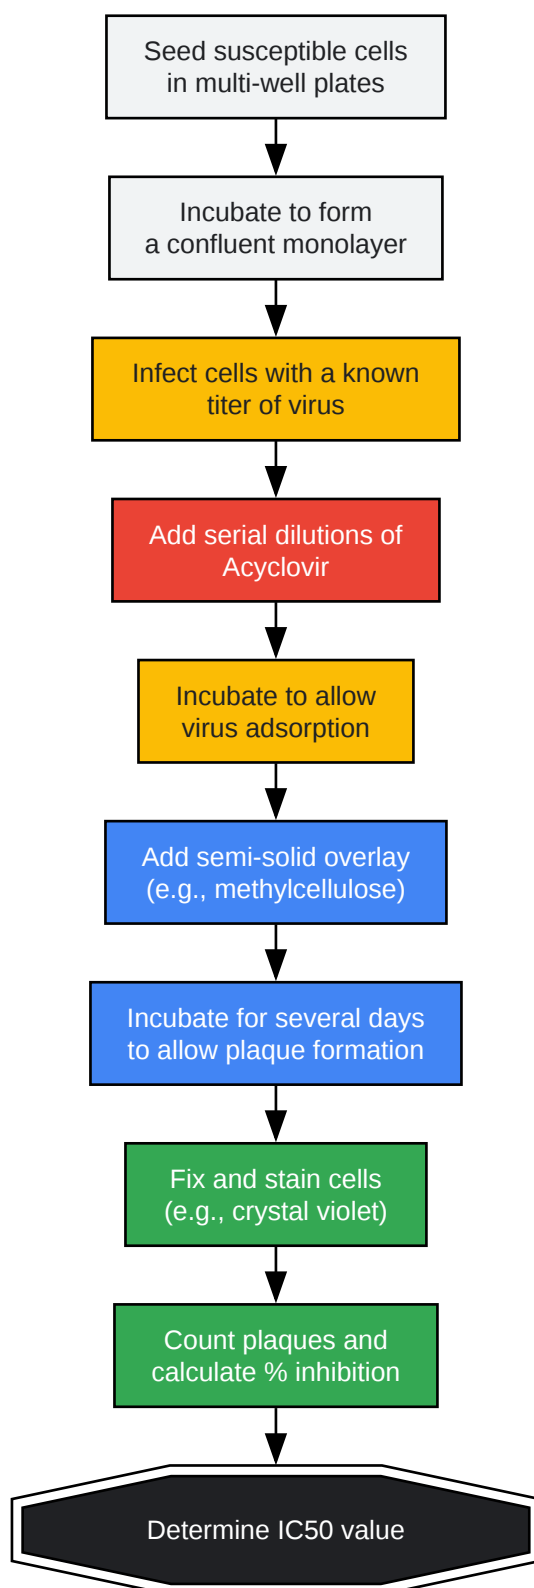 Seed susceptible cells
in multi-well plates
Incubate to form
a confluent monolayer
Infect cells with a known
titer of virus
Add serial dilutions of
Acyclovir
Incubate to allow
virus adsorption
Add semi-solid overlay
(e.g., methylcellulose)
Incubate for several days
to allow plaque formation
Fix and stain cells
(e.g., crystal violet)
Count plaques and
calculate % inhibition
Determine IC50 value